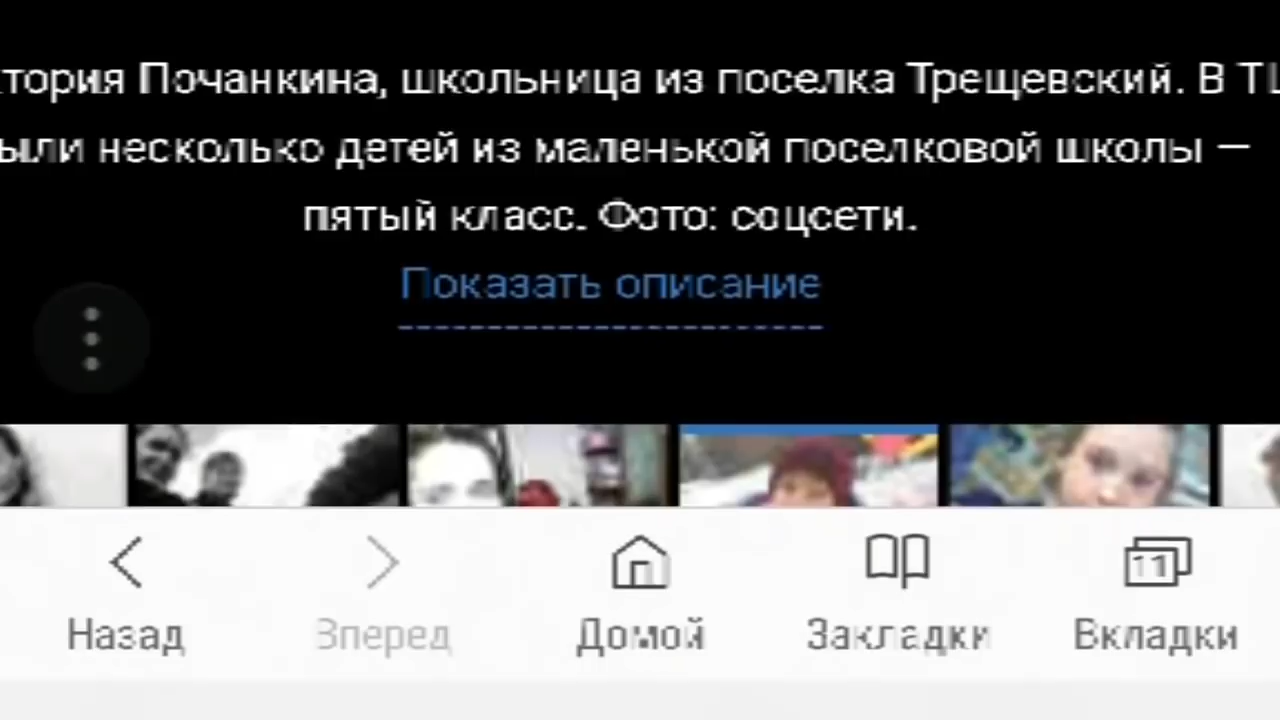 тория Почанкина, школьница из поселка Трещевский. В ТЦ
ыли несколько детей из маленькой поселковой школы —
пятый класс. Фото: соцсети.
Показать описание
11
Назад
Вперед
Домой
Закладки
Вкладки